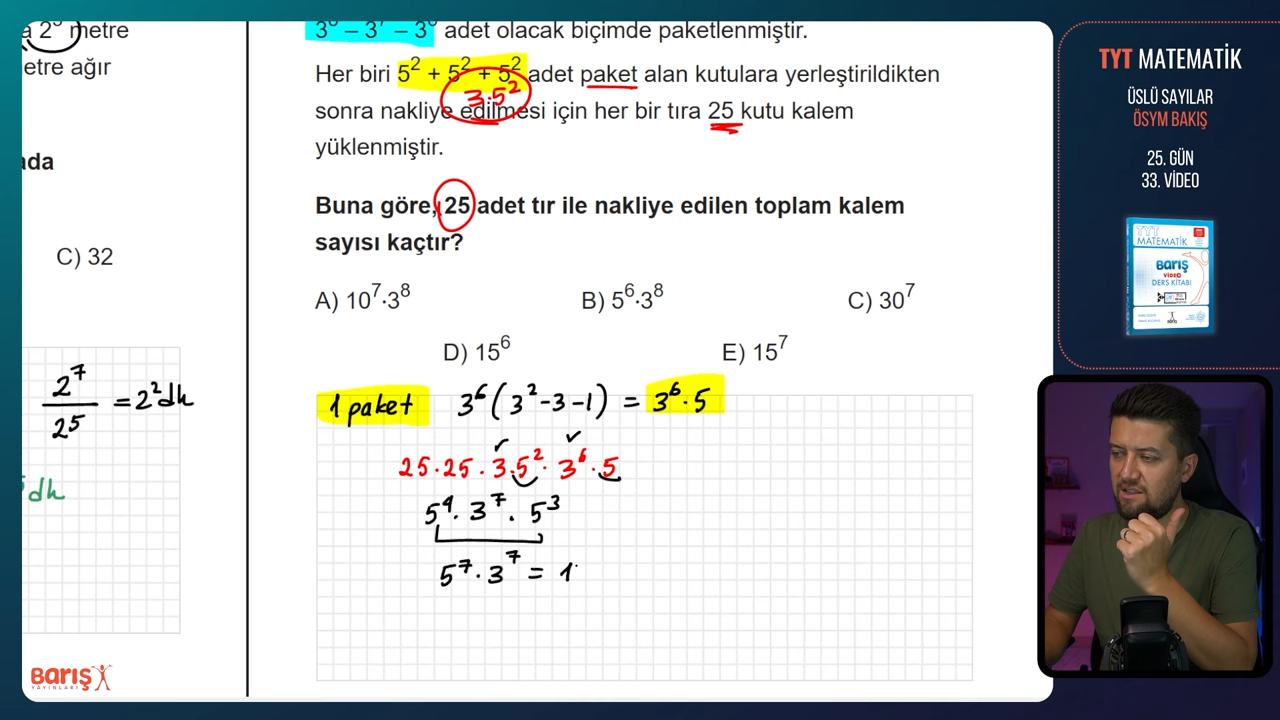 a 2⁵ metre
etre ağır
ada
C) 32
2⁷
2⁵
= 2² dk
dk
BARIŞ
YAYINLARI
3⁸ – 3⁷ – 3⁶ adet olacak biçimde paketlenmiştir.
Her biri 5² + 5² + 5² adet paket alan kutulara yerleştirildikten
3·5²
sonra nakliye edilmesi için her bir tıra 25 kutu kalem
yüklenmiştir.
Buna göre, 25 adet tır ile nakliye edilen toplam kalem
sayısı kaçtır?
A) 10⁷·3⁸
B) 5⁶·3⁸
C) 30⁷
D) 15⁶
E) 15⁷
1 paket 3⁶(3²-3-1) = 3⁶·5
25·25·3·5²·3⁶·5
5⁴·3⁷·5³
5⁷·3⁷ = 1
TYT MATEMATİK
ÜSLÜ SAYILAR
ÖSYM BAKIŞ
25. GÜN
33. VİDEO
TYT
MATEMATİK
BARIŞ
VİDEO
DERS KİTABI